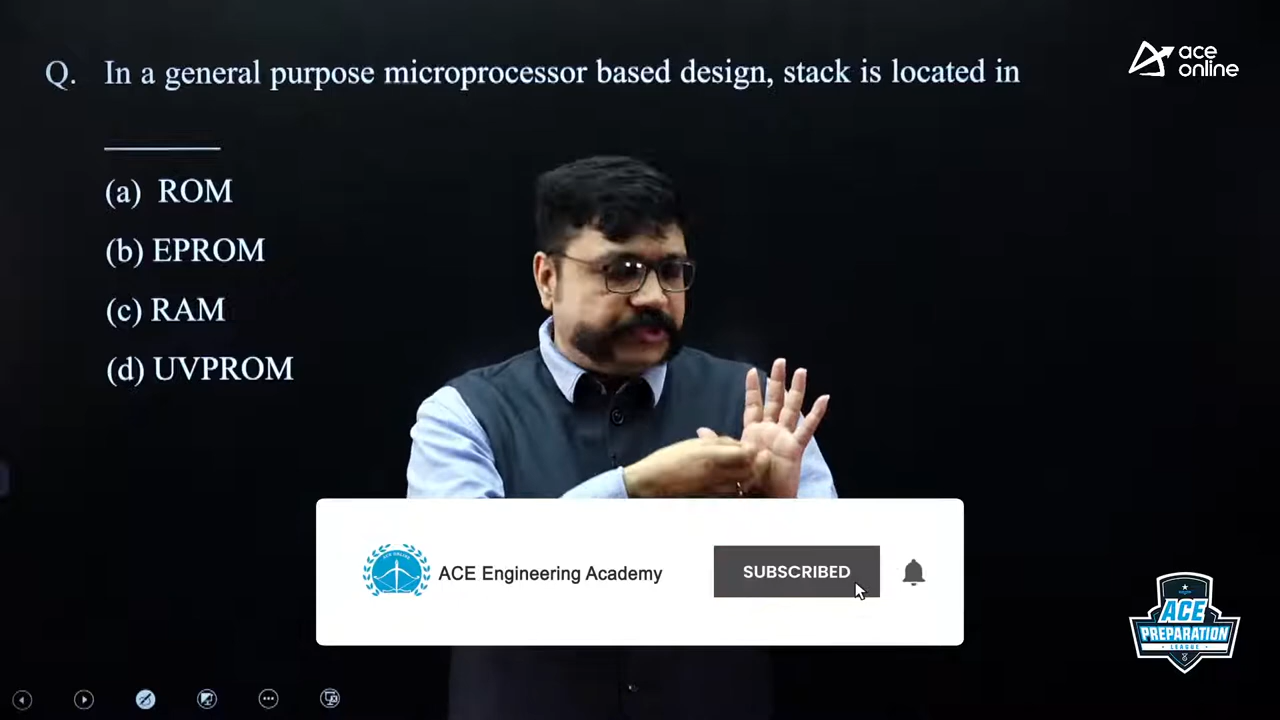 Q. In a general purpose microprocessor based design, stack is located in
________
(a) ROM
(b) EPROM
(c) RAM
(d) UVPROM
ace
online
ACE Engineering Academy
SUBSCRIBED
ACE
PREPARATION
LEAGUE